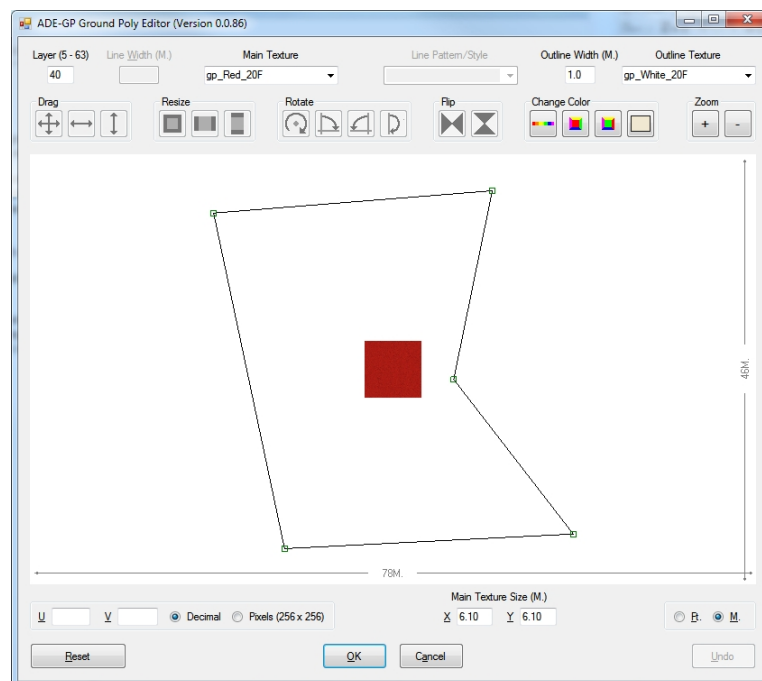 ADE-GP Ground Poly Editor (Version 0.0.86)
Layer (5 - 63) Line Width (M.) Main Texture Line Pattern/Style Outline Width (M.) Outline Texture
40 gp_Red_20F 1.0 gp_White_20F
Drag Resize Rotate Flip Change Color Zoom
+ -
46M.
78M.
Main Texture Size (M.)
U V Decimal Pixels (256 x 256) X 6.10 Y 6.10 Ft. M.
Reset OK Cancel Undo